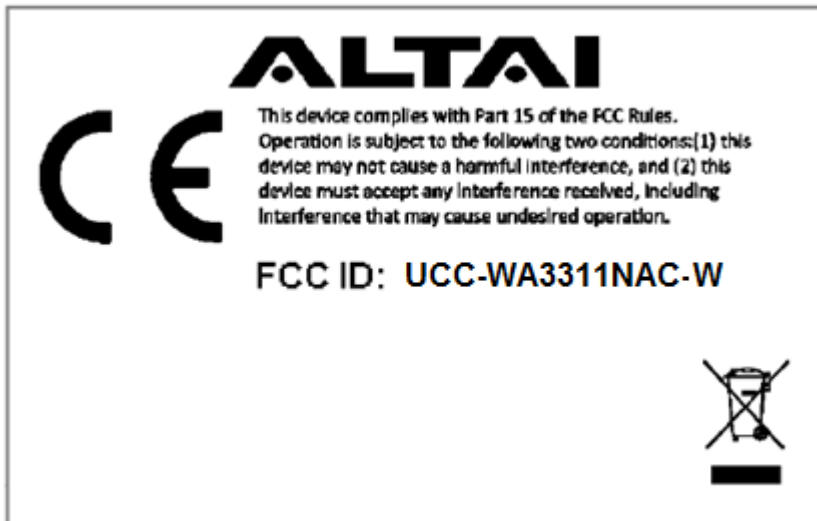 ALTAI
CE
This device complies with Part 15 of the FCC Rules.
Operation is subject to the following two conditions:(1) this
device may not cause a harmful interference, and (2) this
device must accept any interference received, including
interference that may cause undesired operation.
FCC ID: UCC-WA3311NAC-W